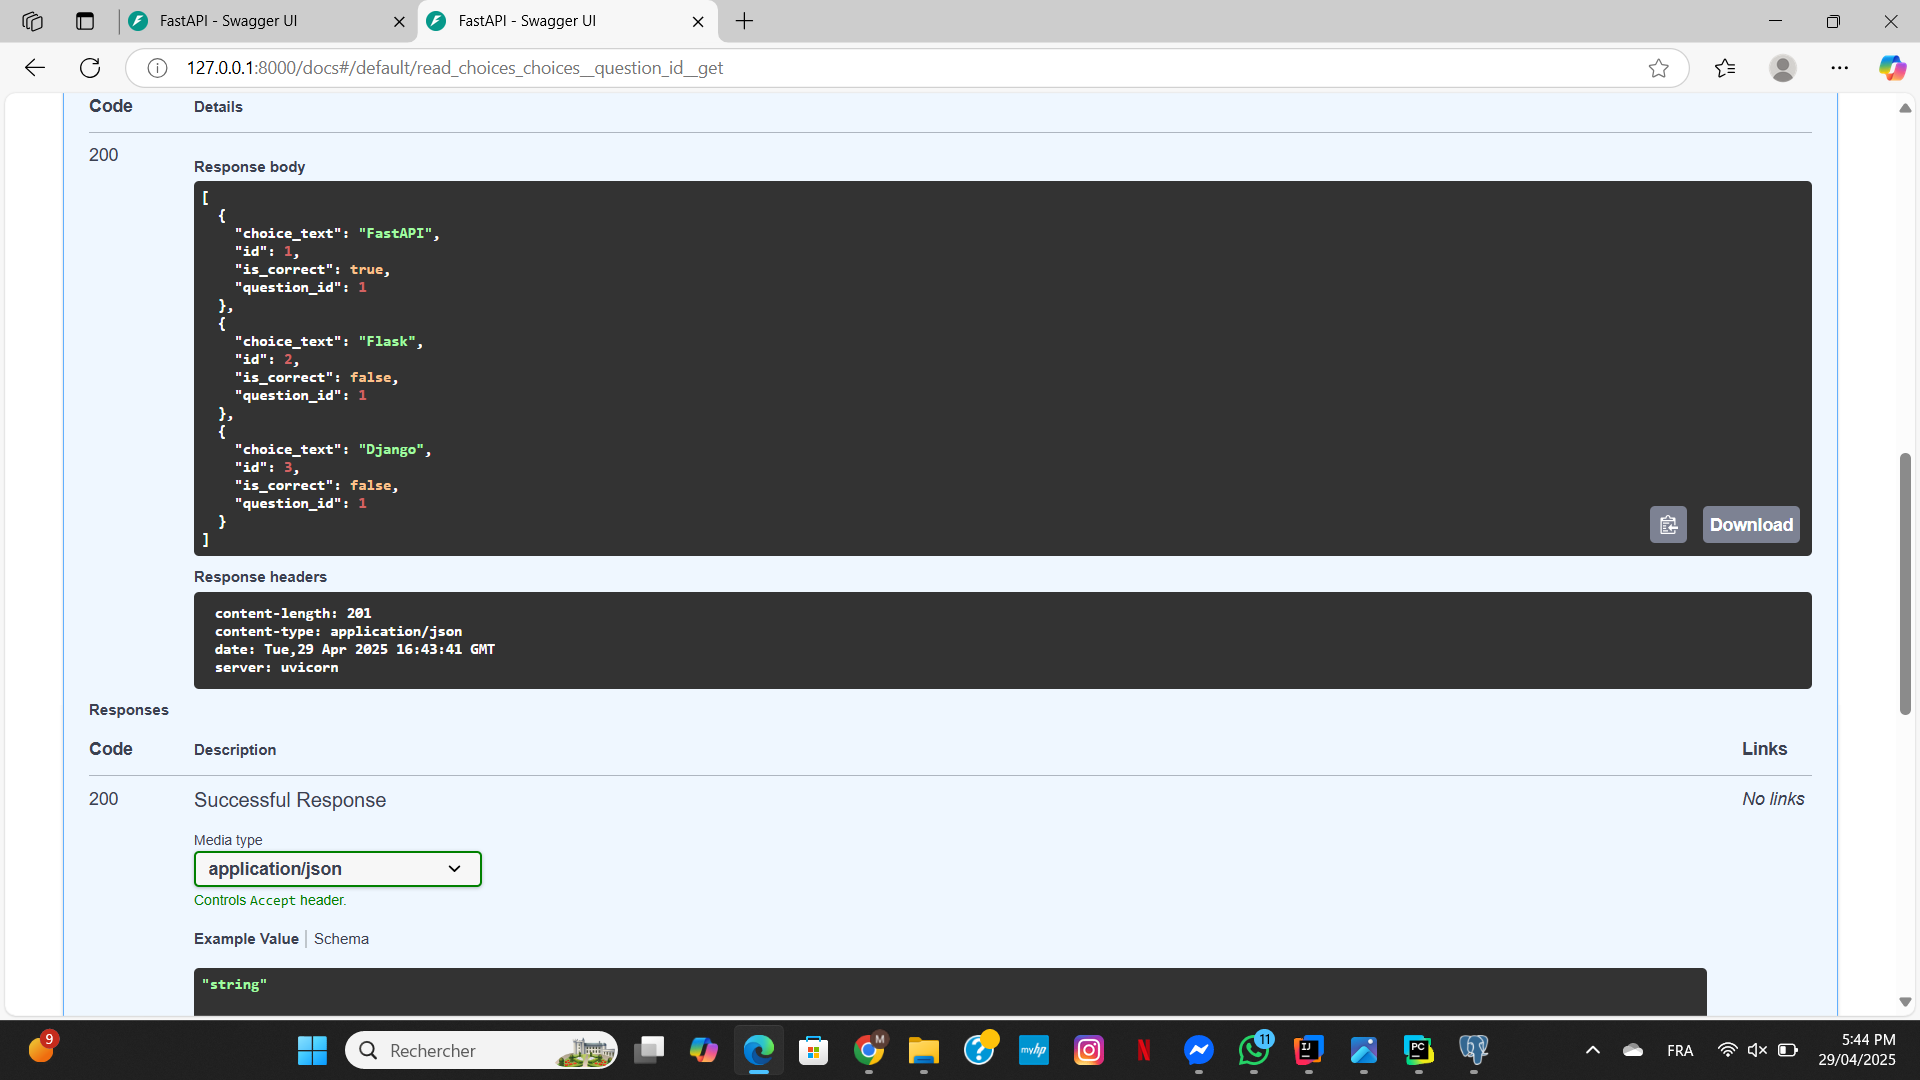 FastAPI - Swagger UI
FastAPI - Swagger UI
127.0.0.1:8000/docs#/default/read_choices_choices__question_id__get
Code Details
200
Response body
[
  {
    "choice_text": "FastAPI",
    "id": 1,
    "is_correct": true,
    "question_id": 1
  },
  {
    "choice_text": "Flask",
    "id": 2,
    "is_correct": false,
    "question_id": 1
  },
  {
    "choice_text": "Django",
    "id": 3,
    "is_correct": false,
    "question_id": 1
  }
]
Download
Response headers
content-length: 201
content-type: application/json
date: Tue,29 Apr 2025 16:43:41 GMT
server: uvicorn
Responses
Code Description Links
200 Successful Response No links
Media type
application/json
Controls Accept header.
Example Value Schema
"string"
9
Rechercher
M
myhp
11
IJ
PC
FRA
5:44 PM
29/04/2025